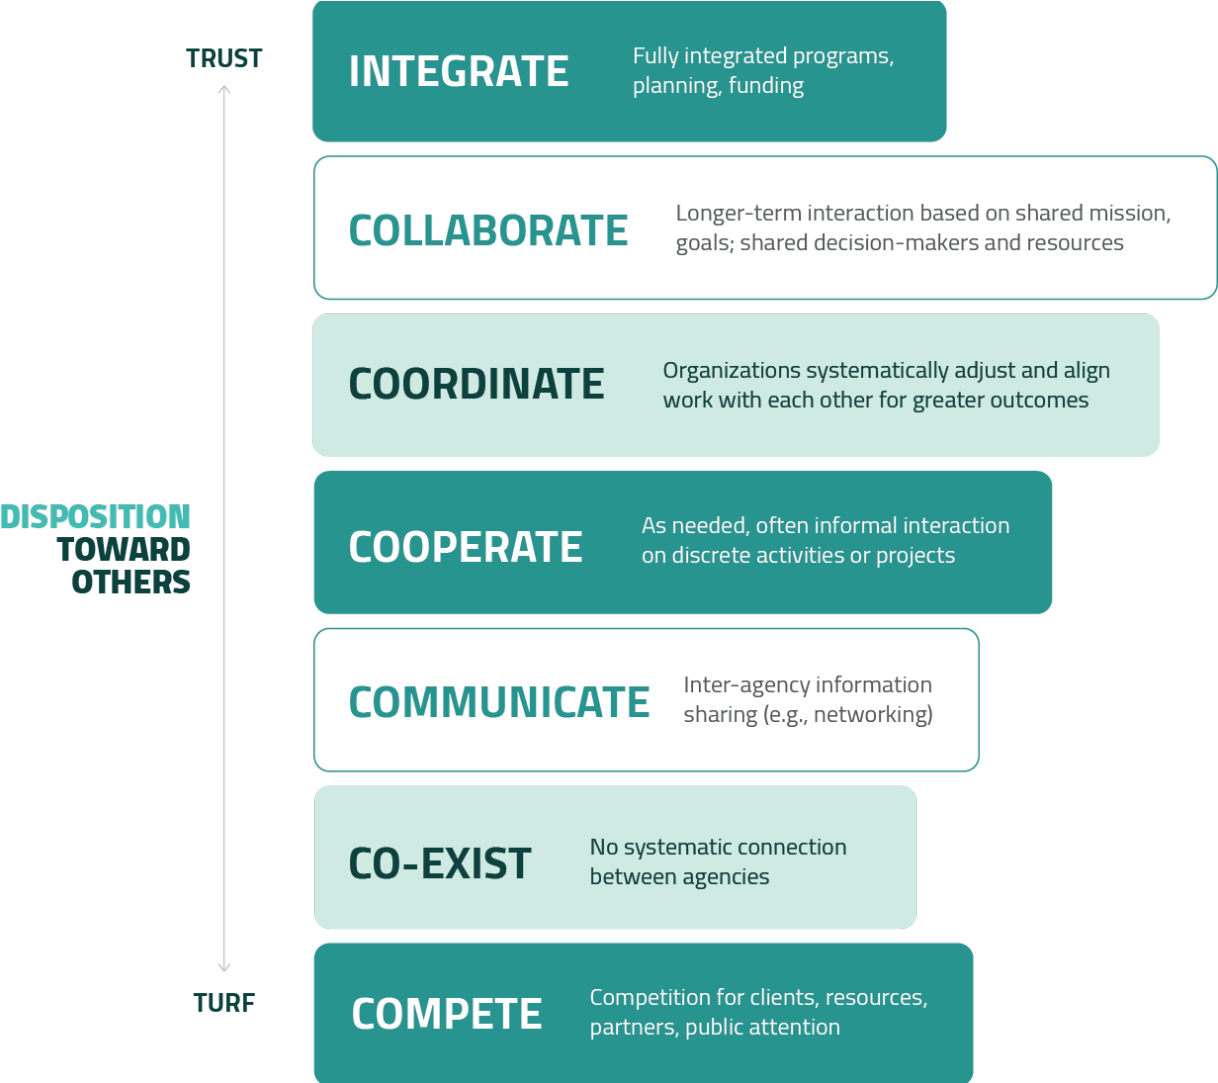 TRUST
INTEGRATE
Fully integrated programs,
planning, funding
COLLABORATE
Longer-term interaction based on shared mission,
goals; shared decision-makers and resources
COORDINATE
Organizations systematically adjust and align
work with each other for greater outcomes
DISPOSITION
TOWARD
OTHERS
COOPERATE
As needed, often informal interaction
on discrete activities or projects
COMMUNICATE
Inter-agency information
sharing (e.g., networking)
CO-EXIST
No systematic connection
between agencies
TURF
COMPETE
Competition for clients, resources,
partners, public attention